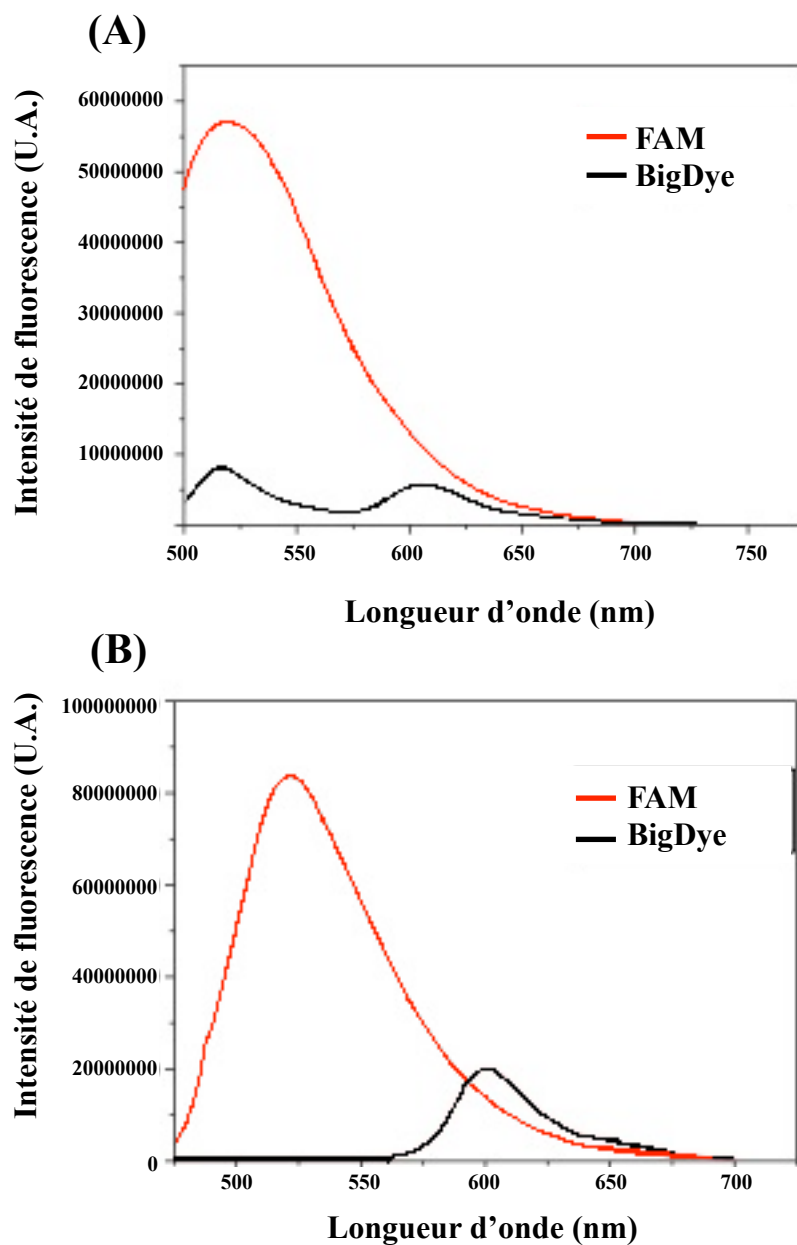 (A)
Intensité de fluorescence (U.A.)
60000000
50000000
40000000
30000000
20000000
10000000
FAM
BigDye
500 550 600 650 700 750
Longueur d’onde (nm)
(B)
Intensité de fluorescence (U.A.)
100000000
80000000
60000000
40000000
20000000
0
FAM
BigDye
500 550 600 650 700
Longueur d’onde (nm)